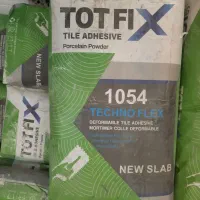 TOTFIX
TILE ADHESIVE
Porcelain Powder
1054
TECHNO FLEX
DEFORMABLE TILE ADHESIVE
MORTIMER COLLE DEFORMABLE
NEW SLAB
TOTFIX
TILE ADHESIVE
NEW SLAB